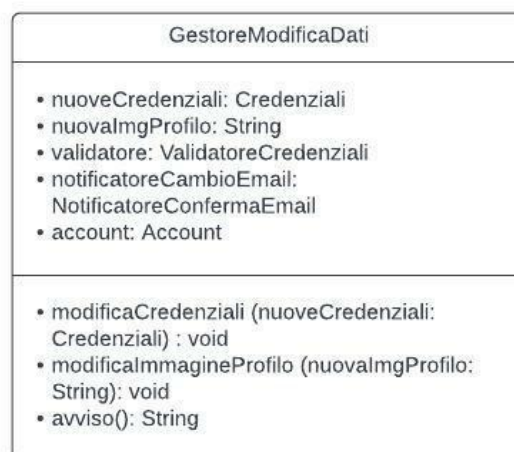 GestoreModificaDati
• nuoveCredenziali: Credenziali
• nuovaImgProfilo: String
• validatore: ValidatoreCredenziali
• notificatoreCambioEmail:
NotificatoreConfermaEmail
• account: Account
• modificaCredenziali (nuoveCredenziali:
Credenziali) : void
• modificaImmagineProfilo (nuovaImgProfilo:
String): void
• avviso(): String